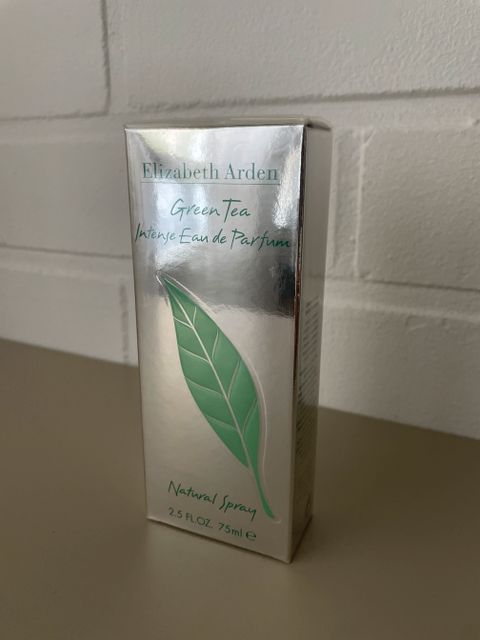 Elizabeth Arden
Green Tea
Intense Eau de Parfum
Natural Spray
2.5 FL.OZ. 75ml ℮